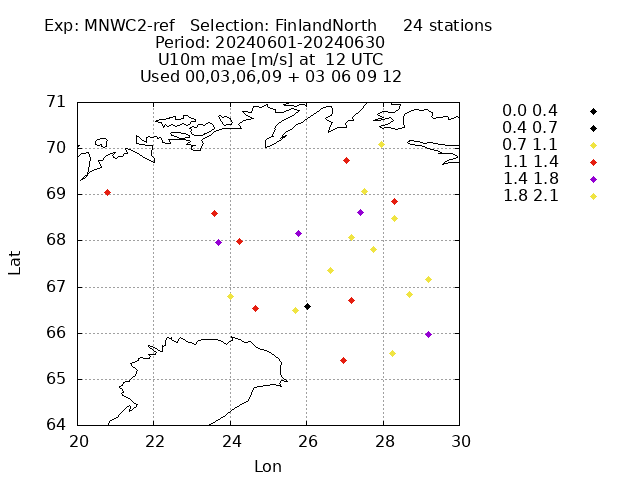 Exp: MNWC2-ref Selection: FinlandNorth 24 stations
Period: 20240601-20240630
U10m mae [m/s] at 12 UTC
Used 00,03,06,09 + 03 06 09 12
71
70
69
68
67
66
65
64
20 22 24 26 28 30
Lat
Lon
0.0 0.4
0.4 0.7
0.7 1.1
1.1 1.4
1.4 1.8
1.8 2.1